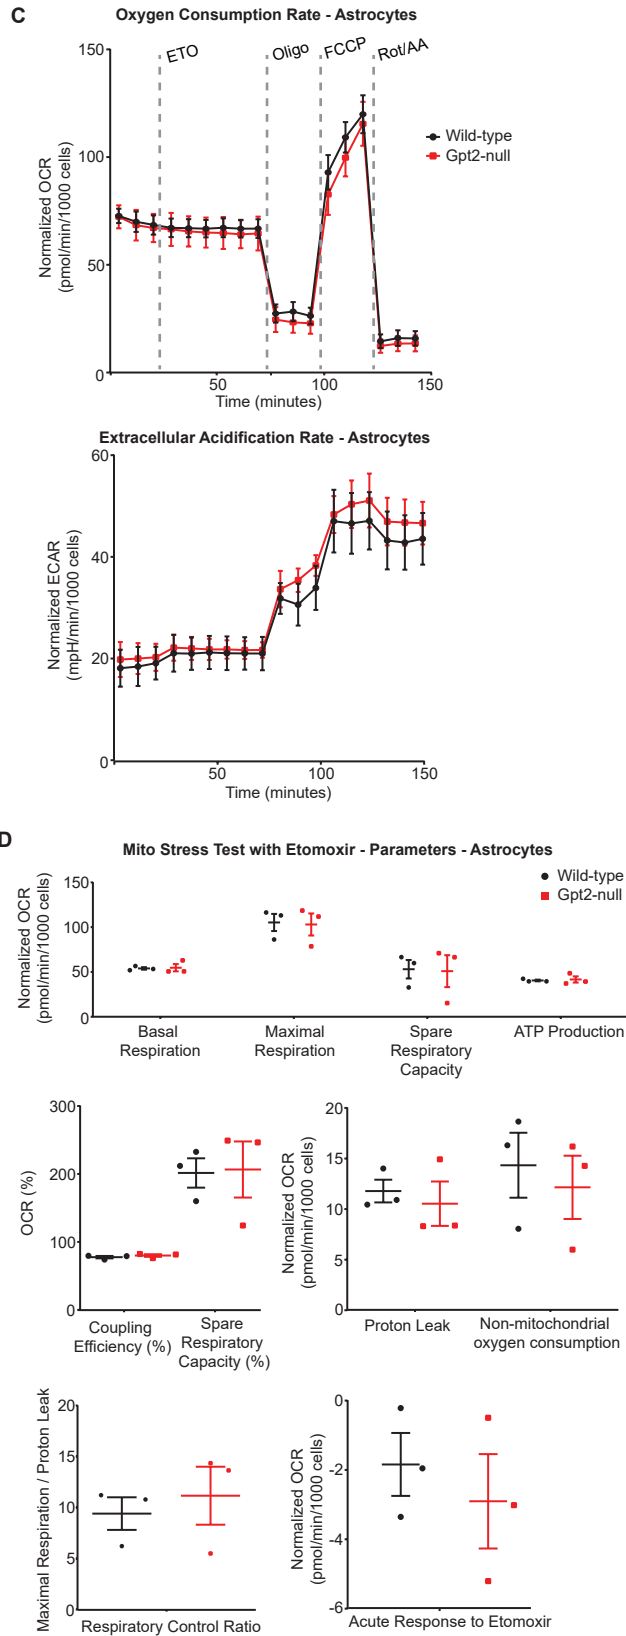 C
Oxygen Consumption Rate - Astrocytes
150
100
50
0
Normalized OCR
(pmol/min/1000 cells)
ETO
Oligo
FCCP
Rot/AA
Wild-type
Gpt2-null
50
100
150
Time (minutes)
Extracellular Acidification Rate - Astrocytes
60
40
20
0
Normalized ECAR
(mpH/min/1000 cells)
50
100
150
Time (minutes)
D
Mito Stress Test with Etomoxir - Parameters - Astrocytes
Wild-type
Gpt2-null
150
100
50
0
Normalized OCR
(pmol/min/1000 cells)
Basal
Respiration
Maximal
Respiration
Spare
Respiratory
Capacity
ATP Production
300
200
100
0
OCR (%)
Coupling
Efficiency (%)
Spare
Respiratory
Capacity (%)
20
15
10
5
0
Normalized OCR
(pmol/min/1000 cells)
Proton Leak
Non-mitochondrial
oxygen consumption
20
15
10
5
0
Maximal Respiration / Proton Leak
Respiratory Control Ratio
0
-2
-4
-6
Normalized OCR
(pmol/min/1000 cells)
Acute Response to Etomoxir